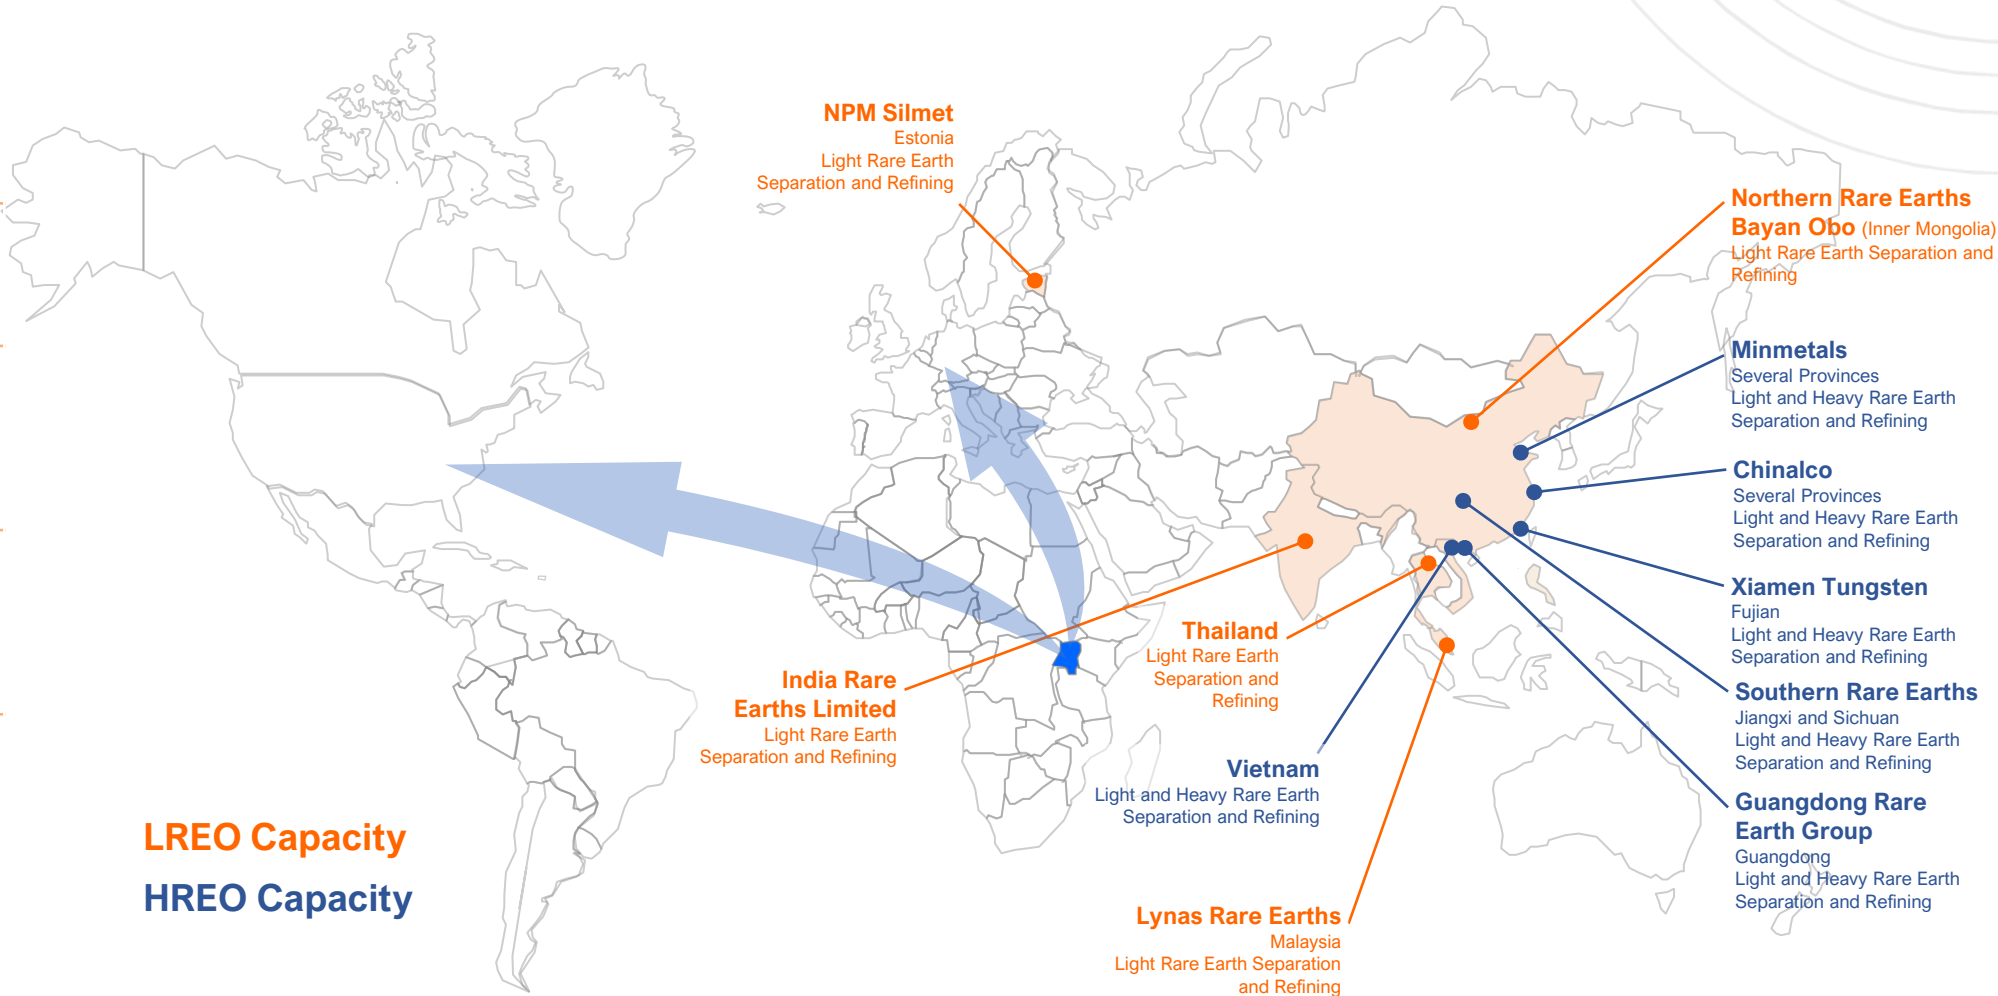 NPM Silmet
Estonia
Light Rare Earth
Separation and Refining
Northern Rare Earths
Bayan Obo (Inner Mongolia)
Light Rare Earth Separation and
Refining
Minmetals
Several Provinces
Light and Heavy Rare Earth
Separation and Refining
Chinalco
Several Provinces
Light and Heavy Rare Earth
Separation and Refining
Xiamen Tungsten
Fujian
Light and Heavy Rare Earth
Separation and Refining
Southern Rare Earths
Jiangxi and Sichuan
Light and Heavy Rare Earth
Separation and Refining
Guangdong Rare
Earth Group
Guangdong
Light and Heavy Rare Earth
Separation and Refining
Thailand
Light Rare Earth
Separation and
Refining
India Rare
Earths Limited
Light Rare Earth
Separation and Refining
Vietnam
Light and Heavy Rare Earth
Separation and Refining
Lynas Rare Earths
Malaysia
Light Rare Earth Separation
and Refining
LREO Capacity
HREO Capacity